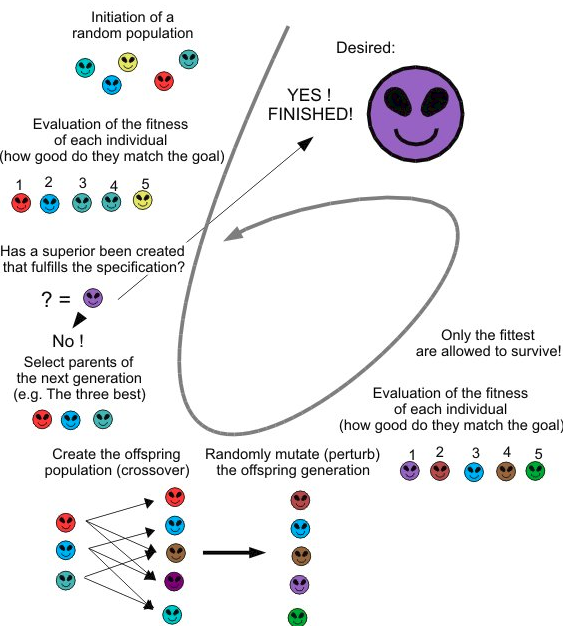 Initiation of a
random population
Desired:
YES !
FINISHED!
Evaluation of the fitness
of each individual
(how good do they match the goal)
1 2 3 4 5
Has a superior been created
that fulfills the specification?
? =
No !
Select parents of
the next generation
(e.g. The three best)
Only the fittest
are allowed to survive!
Evaluation of the fitness
of each individual
(how good do they match the goal)
1 2 3 4 5
Create the offspring
population (crossover)
Randomly mutate (perturb)
the offspring generation